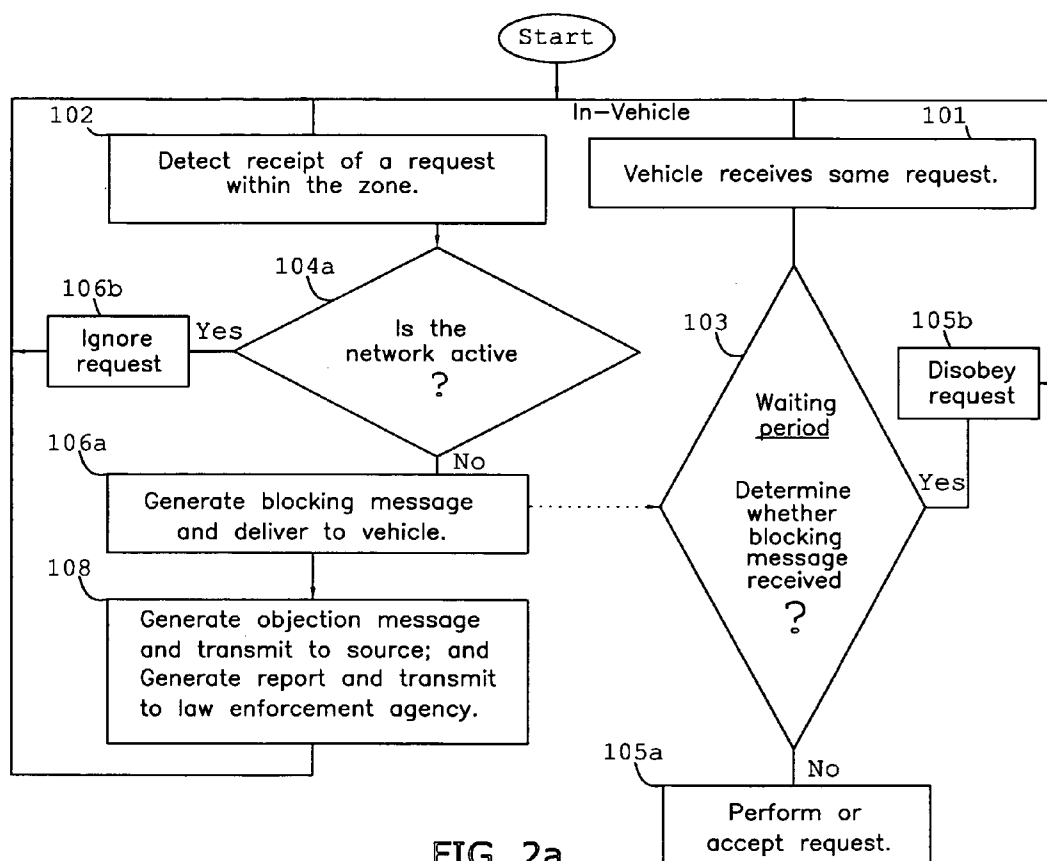 Start
In-Vehicle
102
Detect receipt of a request
within the zone.
101
Vehicle receives same request.
104a
Is the
network active
?
106b
Yes
Ignore
request
No
106a
Generate blocking message
and deliver to vehicle.
108
Generate objection message
and transmit to source; and
Generate report and transmit
to law enforcement agency.
103
Waiting
period
Determine
whether
blocking
message
received
?
105b
Disobey
request
Yes
No
105a
Perform or
accept request.
FIG. 2a